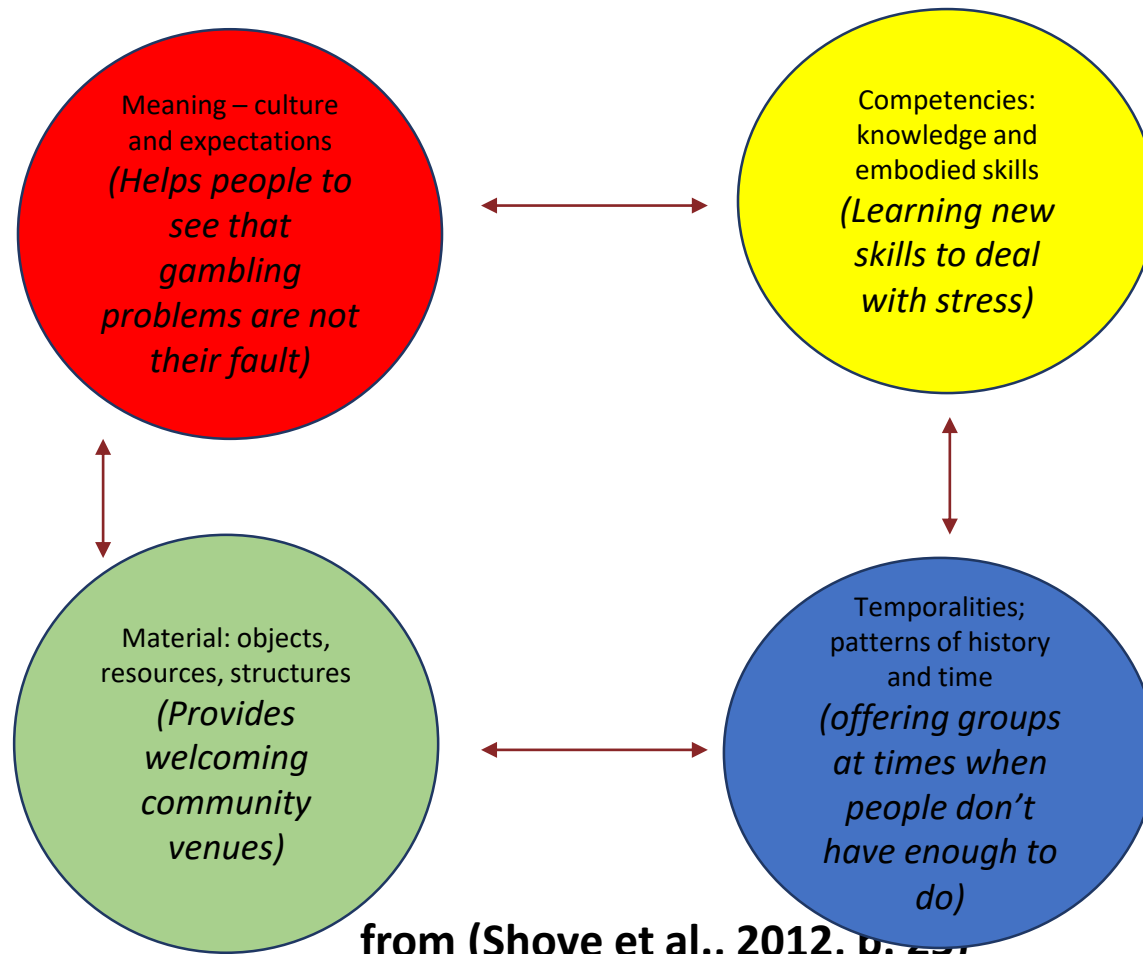 Meaning – culture
and expectations
(Helps people to
see that
gambling
problems are not
their fault)
Competencies:
knowledge and
embodied skills
(Learning new
skills to deal
with stress)
Material: objects,
resources, structures
(Provides
welcoming
community
venues)
Temporalities;
patterns of history
and time
(offering groups
at times when
people don’t
have enough to
do)
from (Shove et al., 2012,